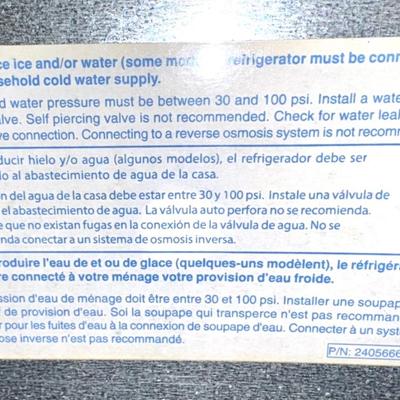 ce ice and/or water (some mod refrigerator must be conn
sehold cold water supply.
d water pressure must be between 30 and 100 psi. Install a wate
alve. Self piercing valve is not recommended. Check for water leak
ve connection. Connecting to a reverse osmosis system is not recomm
ducir hielo y/o agua (algunos modelos), el refrigerador debe ser
o al abastecimiento de agua de la casa.
n del agua de la casa debe estar entre 30 y 100 psi. Instale una válvula de
el abastecimiento de agua. La válvula auto perfora no se recomienda.
e que no existan fugas en la conexión de la válvula de agua. No se
enda conectar a un sistema de osmosis inversa.
roduire l'eau de et ou de glace (quelques-uns modèlent), le réfrigér
re connecté à votre ménage votre provision d'eau froide.
ssion d'eau de ménage doit être entre 30 et 100 psi. Installer une soupap
f de provision d'eau. Soi la soupape qui transperce n'est pas recomman
r pour les fuites d'eau à la connexion de soupape d'eau. Connecter à un syst
ose inverse n'est pas recommandé.
P/N: 2405666